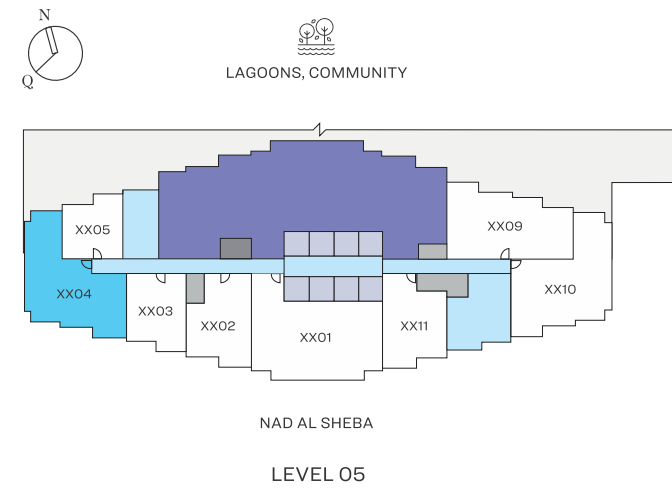 N
Q
LAGOONS, COMMUNITY
XX05
XX09
XX04
XX10
XX03
XX02
XX11
XX01
NAD AL SHEBA
LEVEL 05